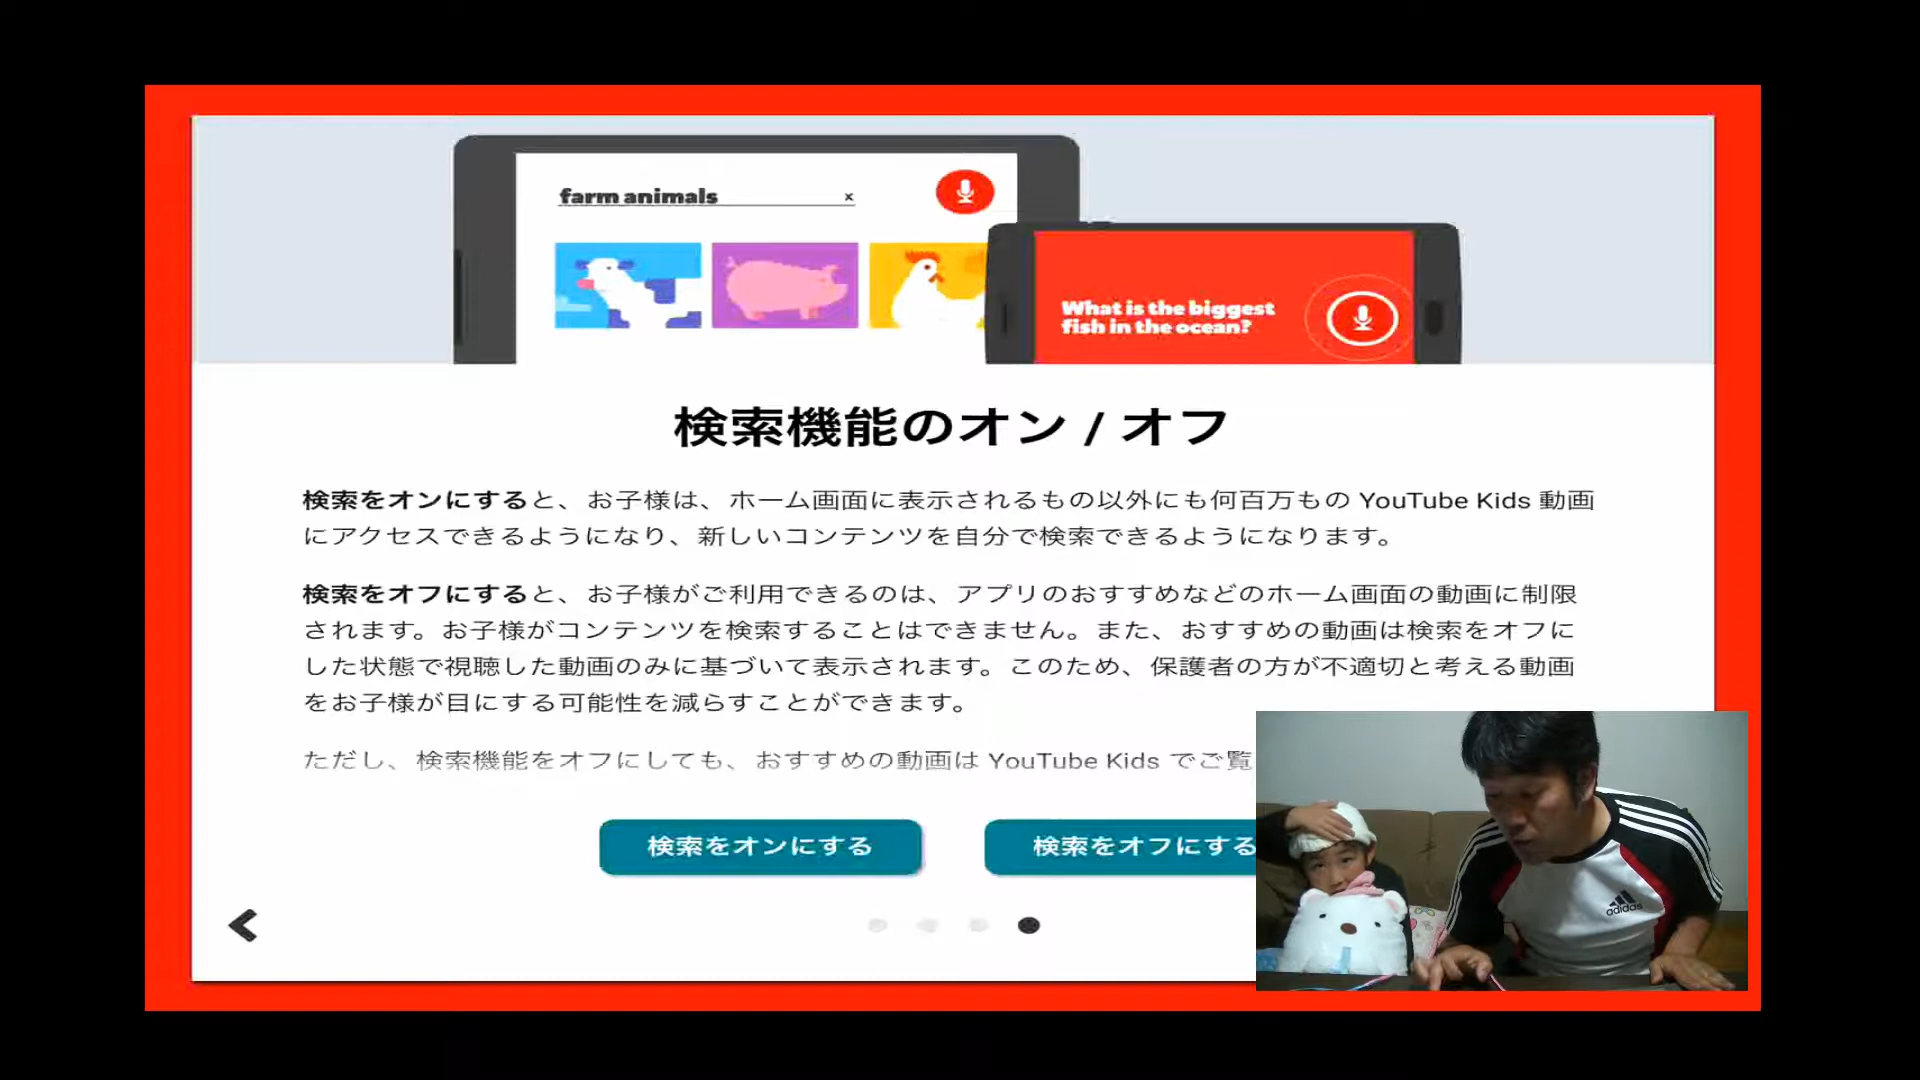 farm animals
What is the biggest
fish in the ocean?
検索機能のオン / オフ
検索をオンにすると、お子様は、ホーム画面に表示されるもの以外にも何百万もの YouTube Kids 動画
にアクセスできるようになり、新しいコンテンツを自分で検索できるようになります。
検索をオフにすると、お子様がご利用できるのは、アプリのおすすめなどのホーム画面の動画に制限
されます。お子様がコンテンツを検索することはできません。また、おすすめの動画は検索をオフに
した状態で視聴した動画のみに基づいて表示されます。このため、保護者の方が不適切と考える動画
をお子様が目にする可能性を減らすことができます。
ただし、検索機能をオフにしても、おすすめの動画は YouTube Kids でご覧
検索をオンにする
検索をオフにする
adidas